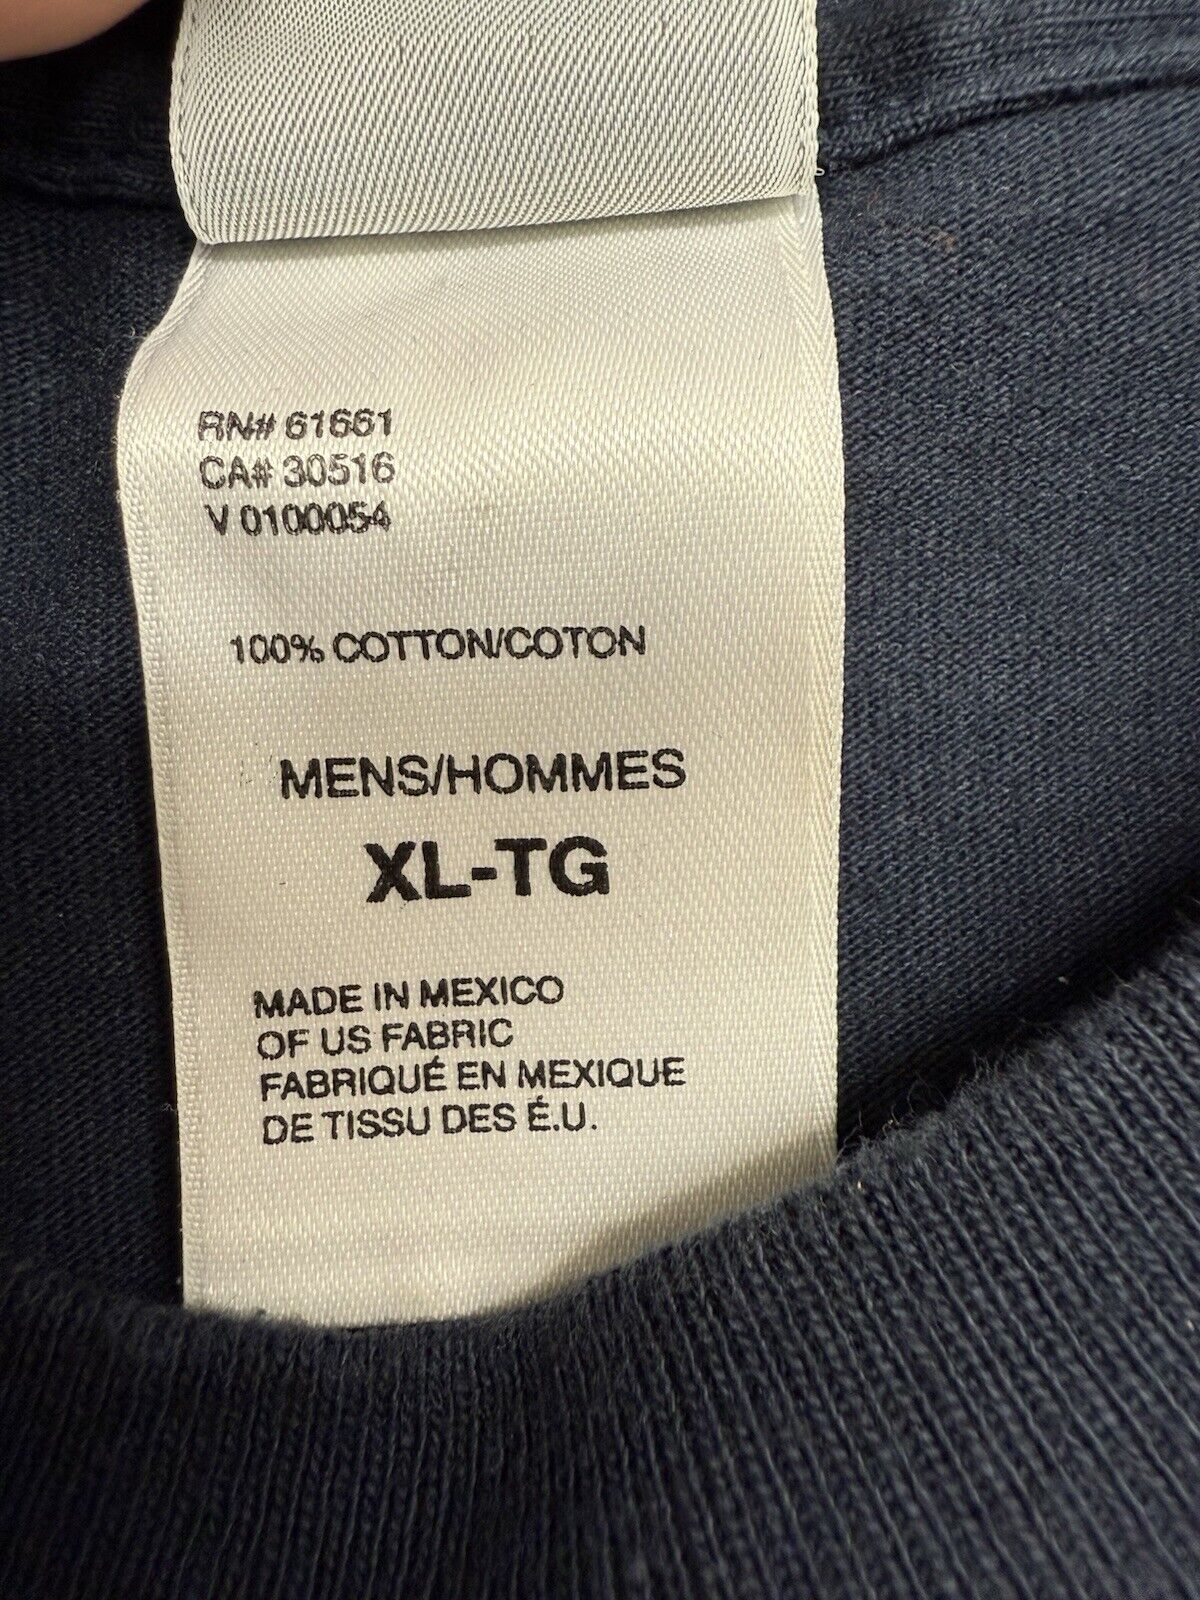 RN# 61661
CA# 30516
V 0100054
100% COTTON/COTON
MENS/HOMMES
XL-TG
MADE IN MEXICO
OF US FABRIC
FABRIQUÉ EN MEXIQUE
DE TISSU DES É.U.